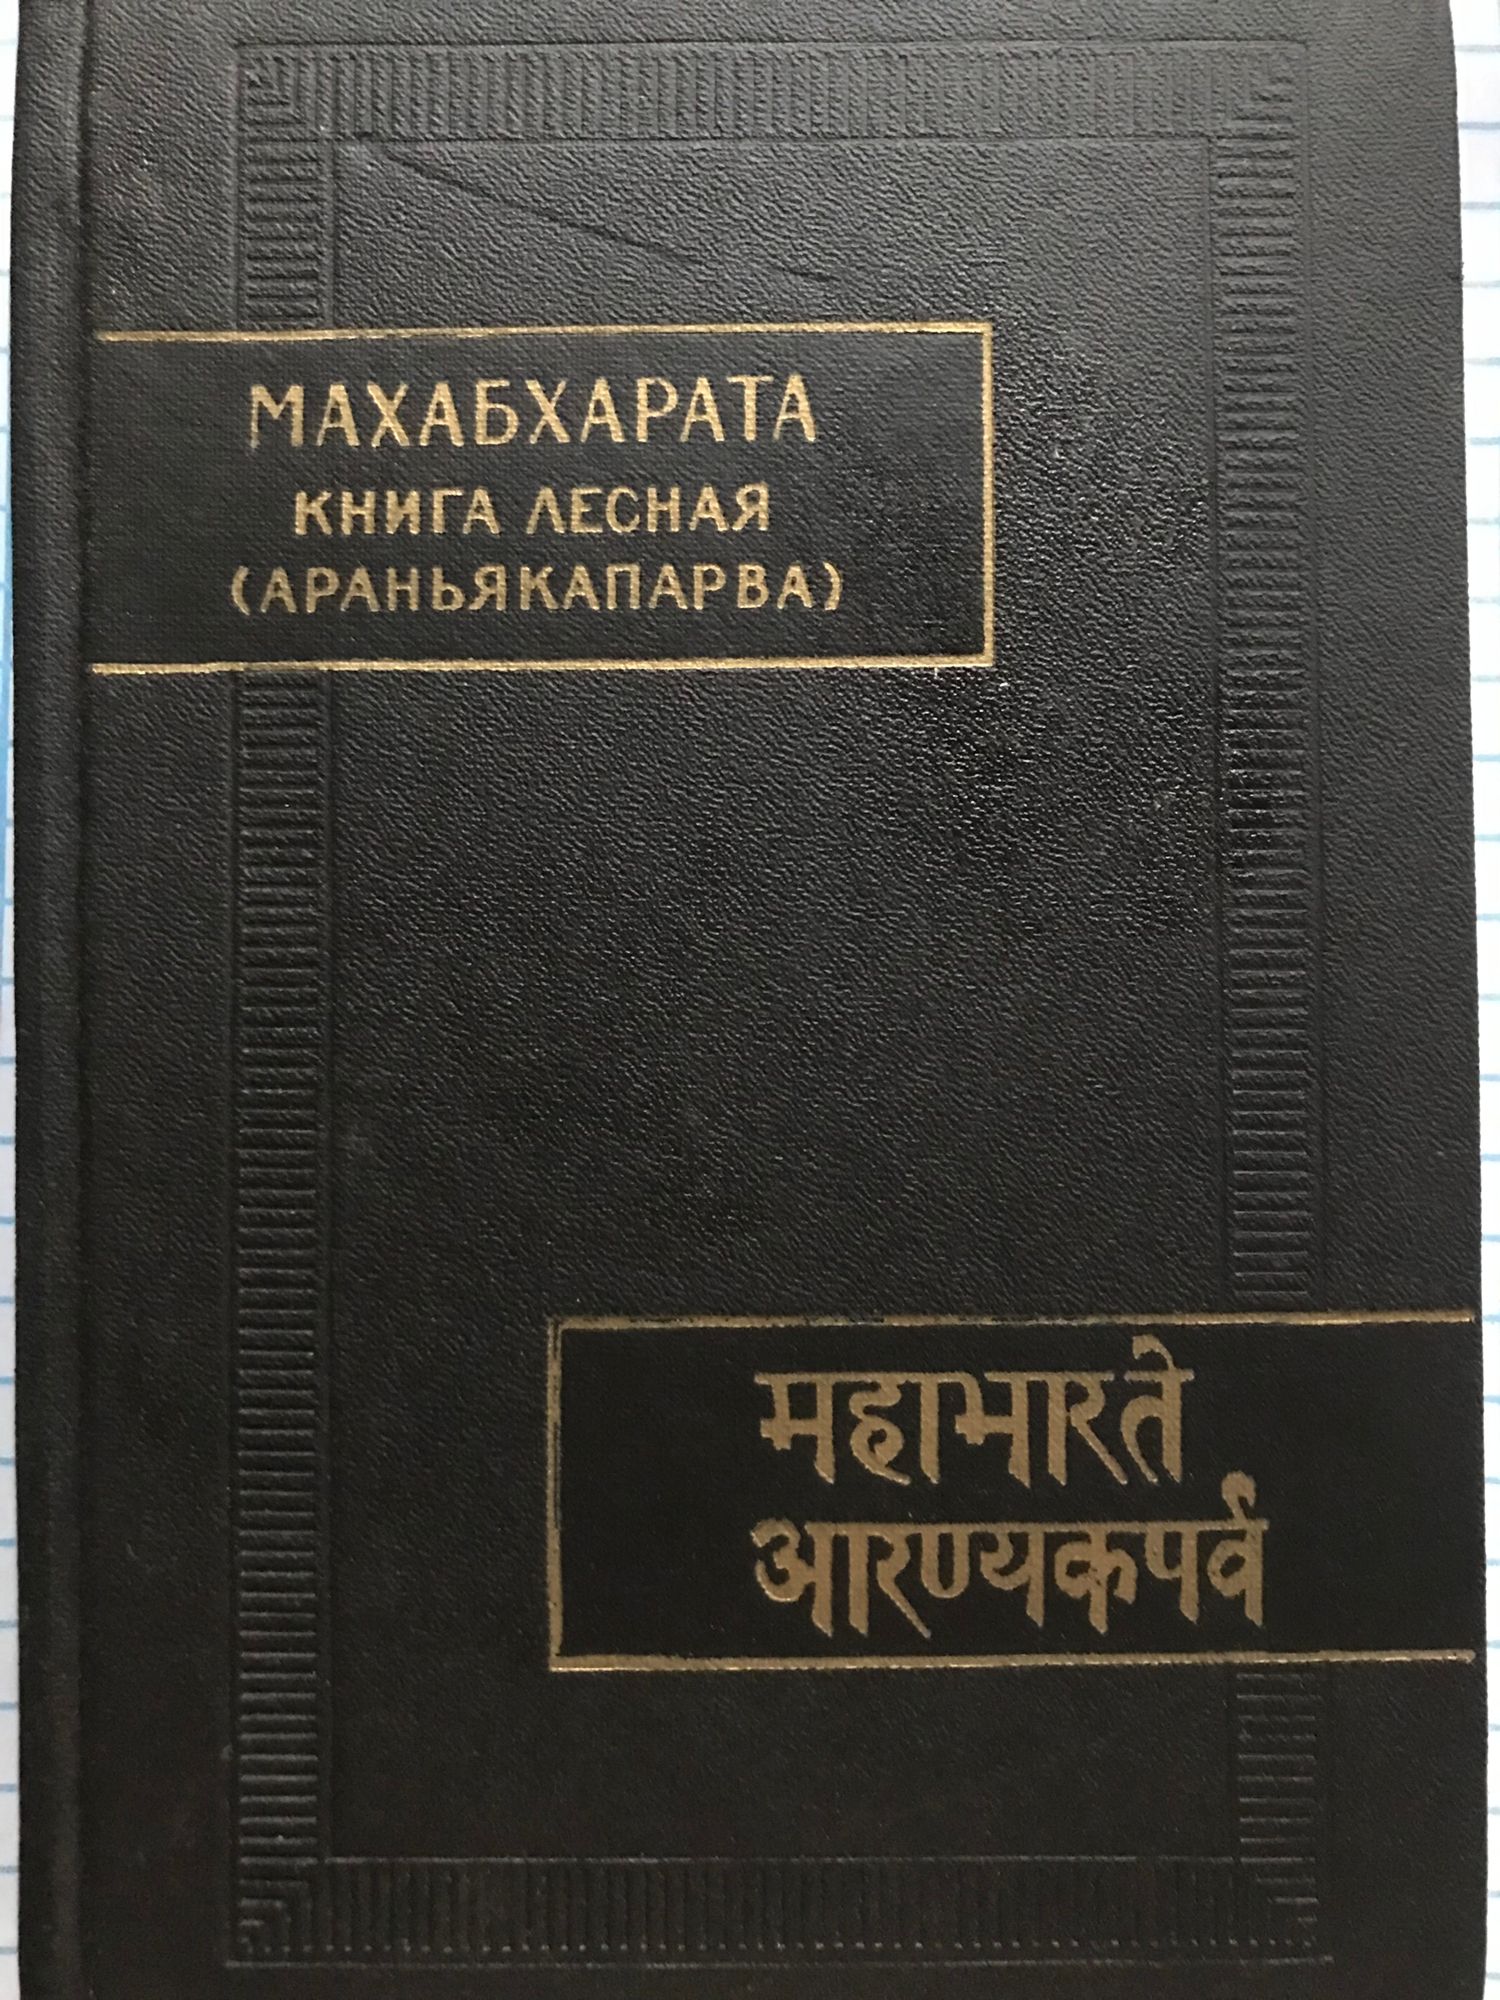 МАХАБХАРАТА
КНИГА ЛЕСНАЯ
(АРАНЬЯКАПАРВА)
महाभारते
आरण्यकपर्व